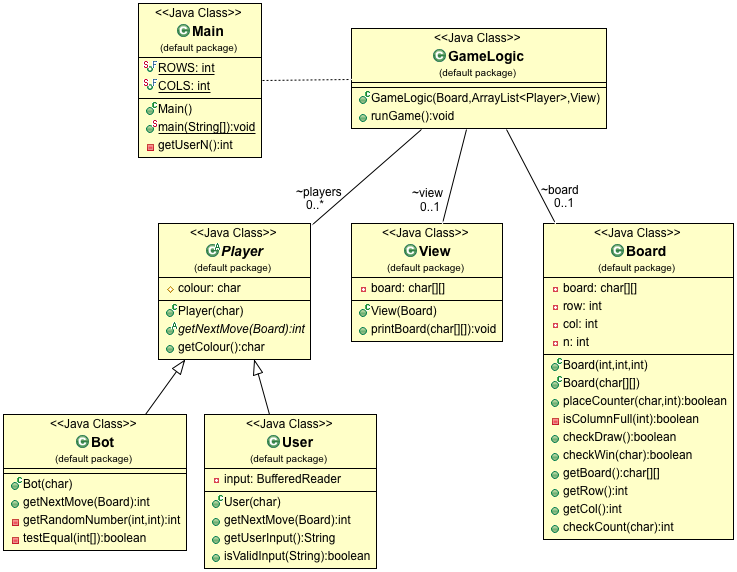 <<Java Class>>
Main
(default package)
ROWS: int
COLS: int
Main()
main(String[]):void
getUserN():int
<<Java Class>>
GameLogic
(default package)
GameLogic(Board,ArrayList<Player>,View)
runGame():void
~players
0..*
~view
0..1
~board
0..1
<<Java Class>>
Player
(default package)
colour: char
Player(char)
getNextMove(Board):int
getColour():char
<<Java Class>>
View
(default package)
board: char[][]
View(Board)
printBoard(char[][]):void
<<Java Class>>
Board
(default package)
board: char[][]
row: int
col: int
n: int
Board(int,int,int)
Board(char[][])
placeCounter(char,int):boolean
isColumnFull(int):boolean
checkDraw():boolean
checkWin(char):boolean
getBoard():char[][]
getRow():int
getCol():int
checkCount(char):int
<<Java Class>>
Bot
(default package)
Bot(char)
getNextMove(Board):int
getRandomNumber(int,int):int
testEqual(int[]):boolean
<<Java Class>>
User
(default package)
input: BufferedReader
User(char)
getNextMove(Board):int
getUserInput():String
isValidInput(String):boolean